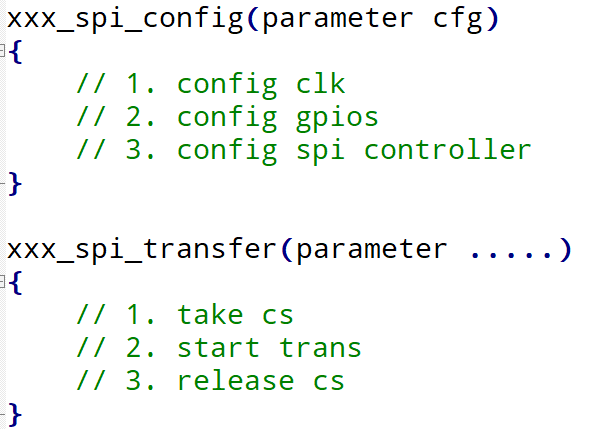 xxx_spi_config(parameter cfg)
{
// 1. config clk
// 2. config gpios
// 3. config spi controller
}
xxx_spi_transfer(parameter .....)
{
// 1. take cs
// 2. start trans
// 3. release cs
}